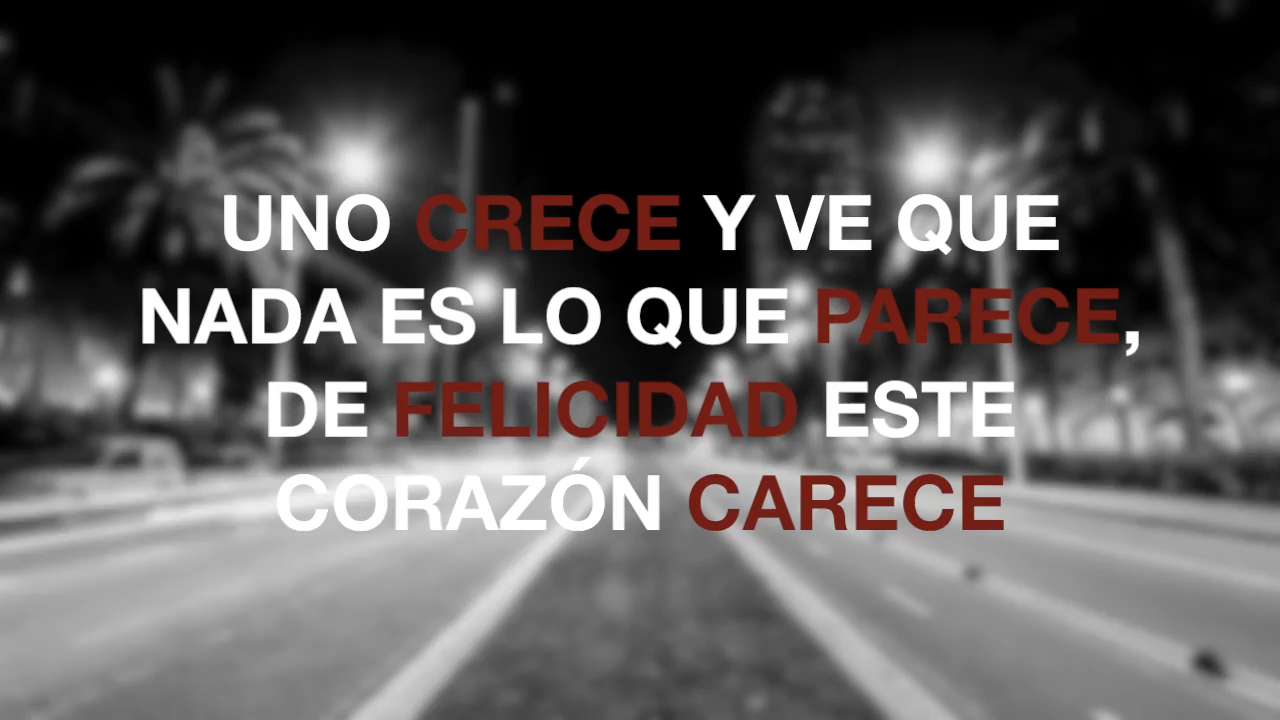 UNO CRECE Y VE QUE
NADA ES LO QUE PARECE,
DE FELICIDAD ESTE
CORAZÓN CARECE